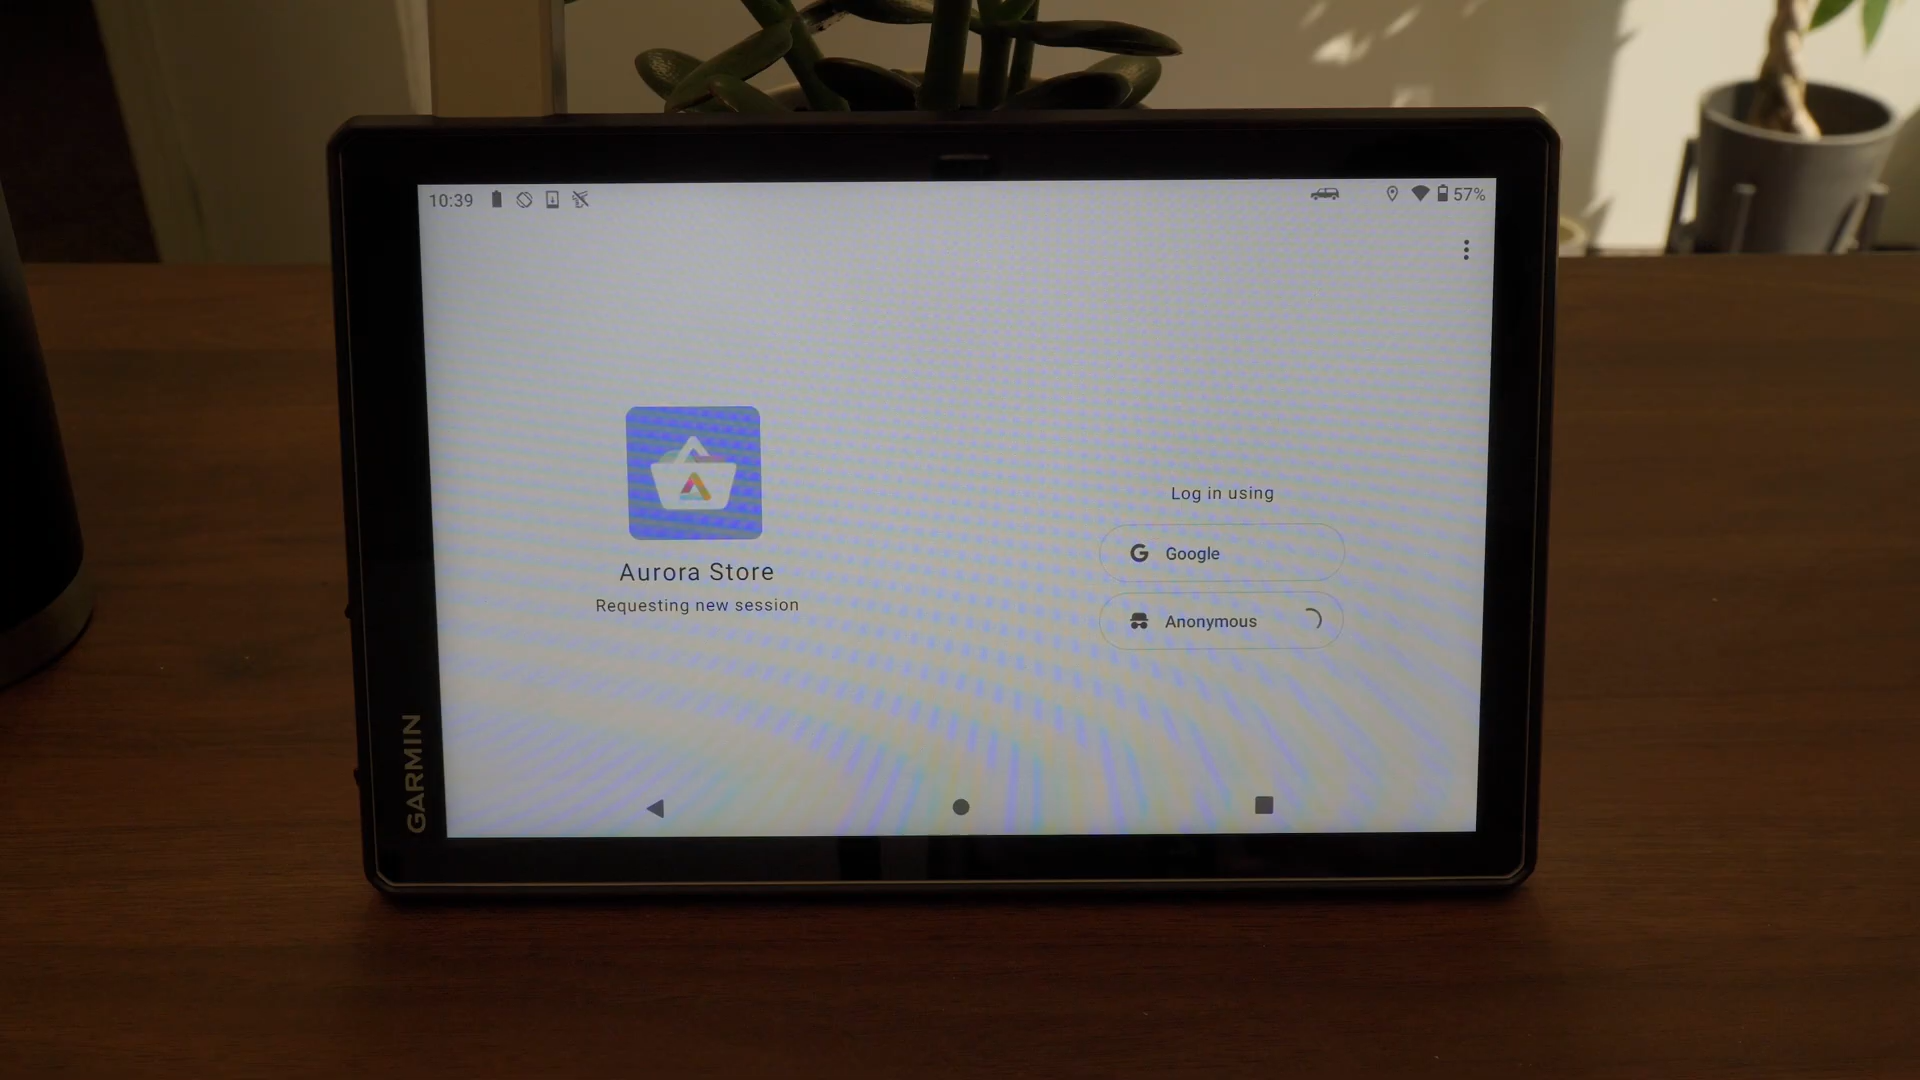 10:39
57%
Aurora Store
Requesting new session
Log in using
Google
Anonymous
GARMIN